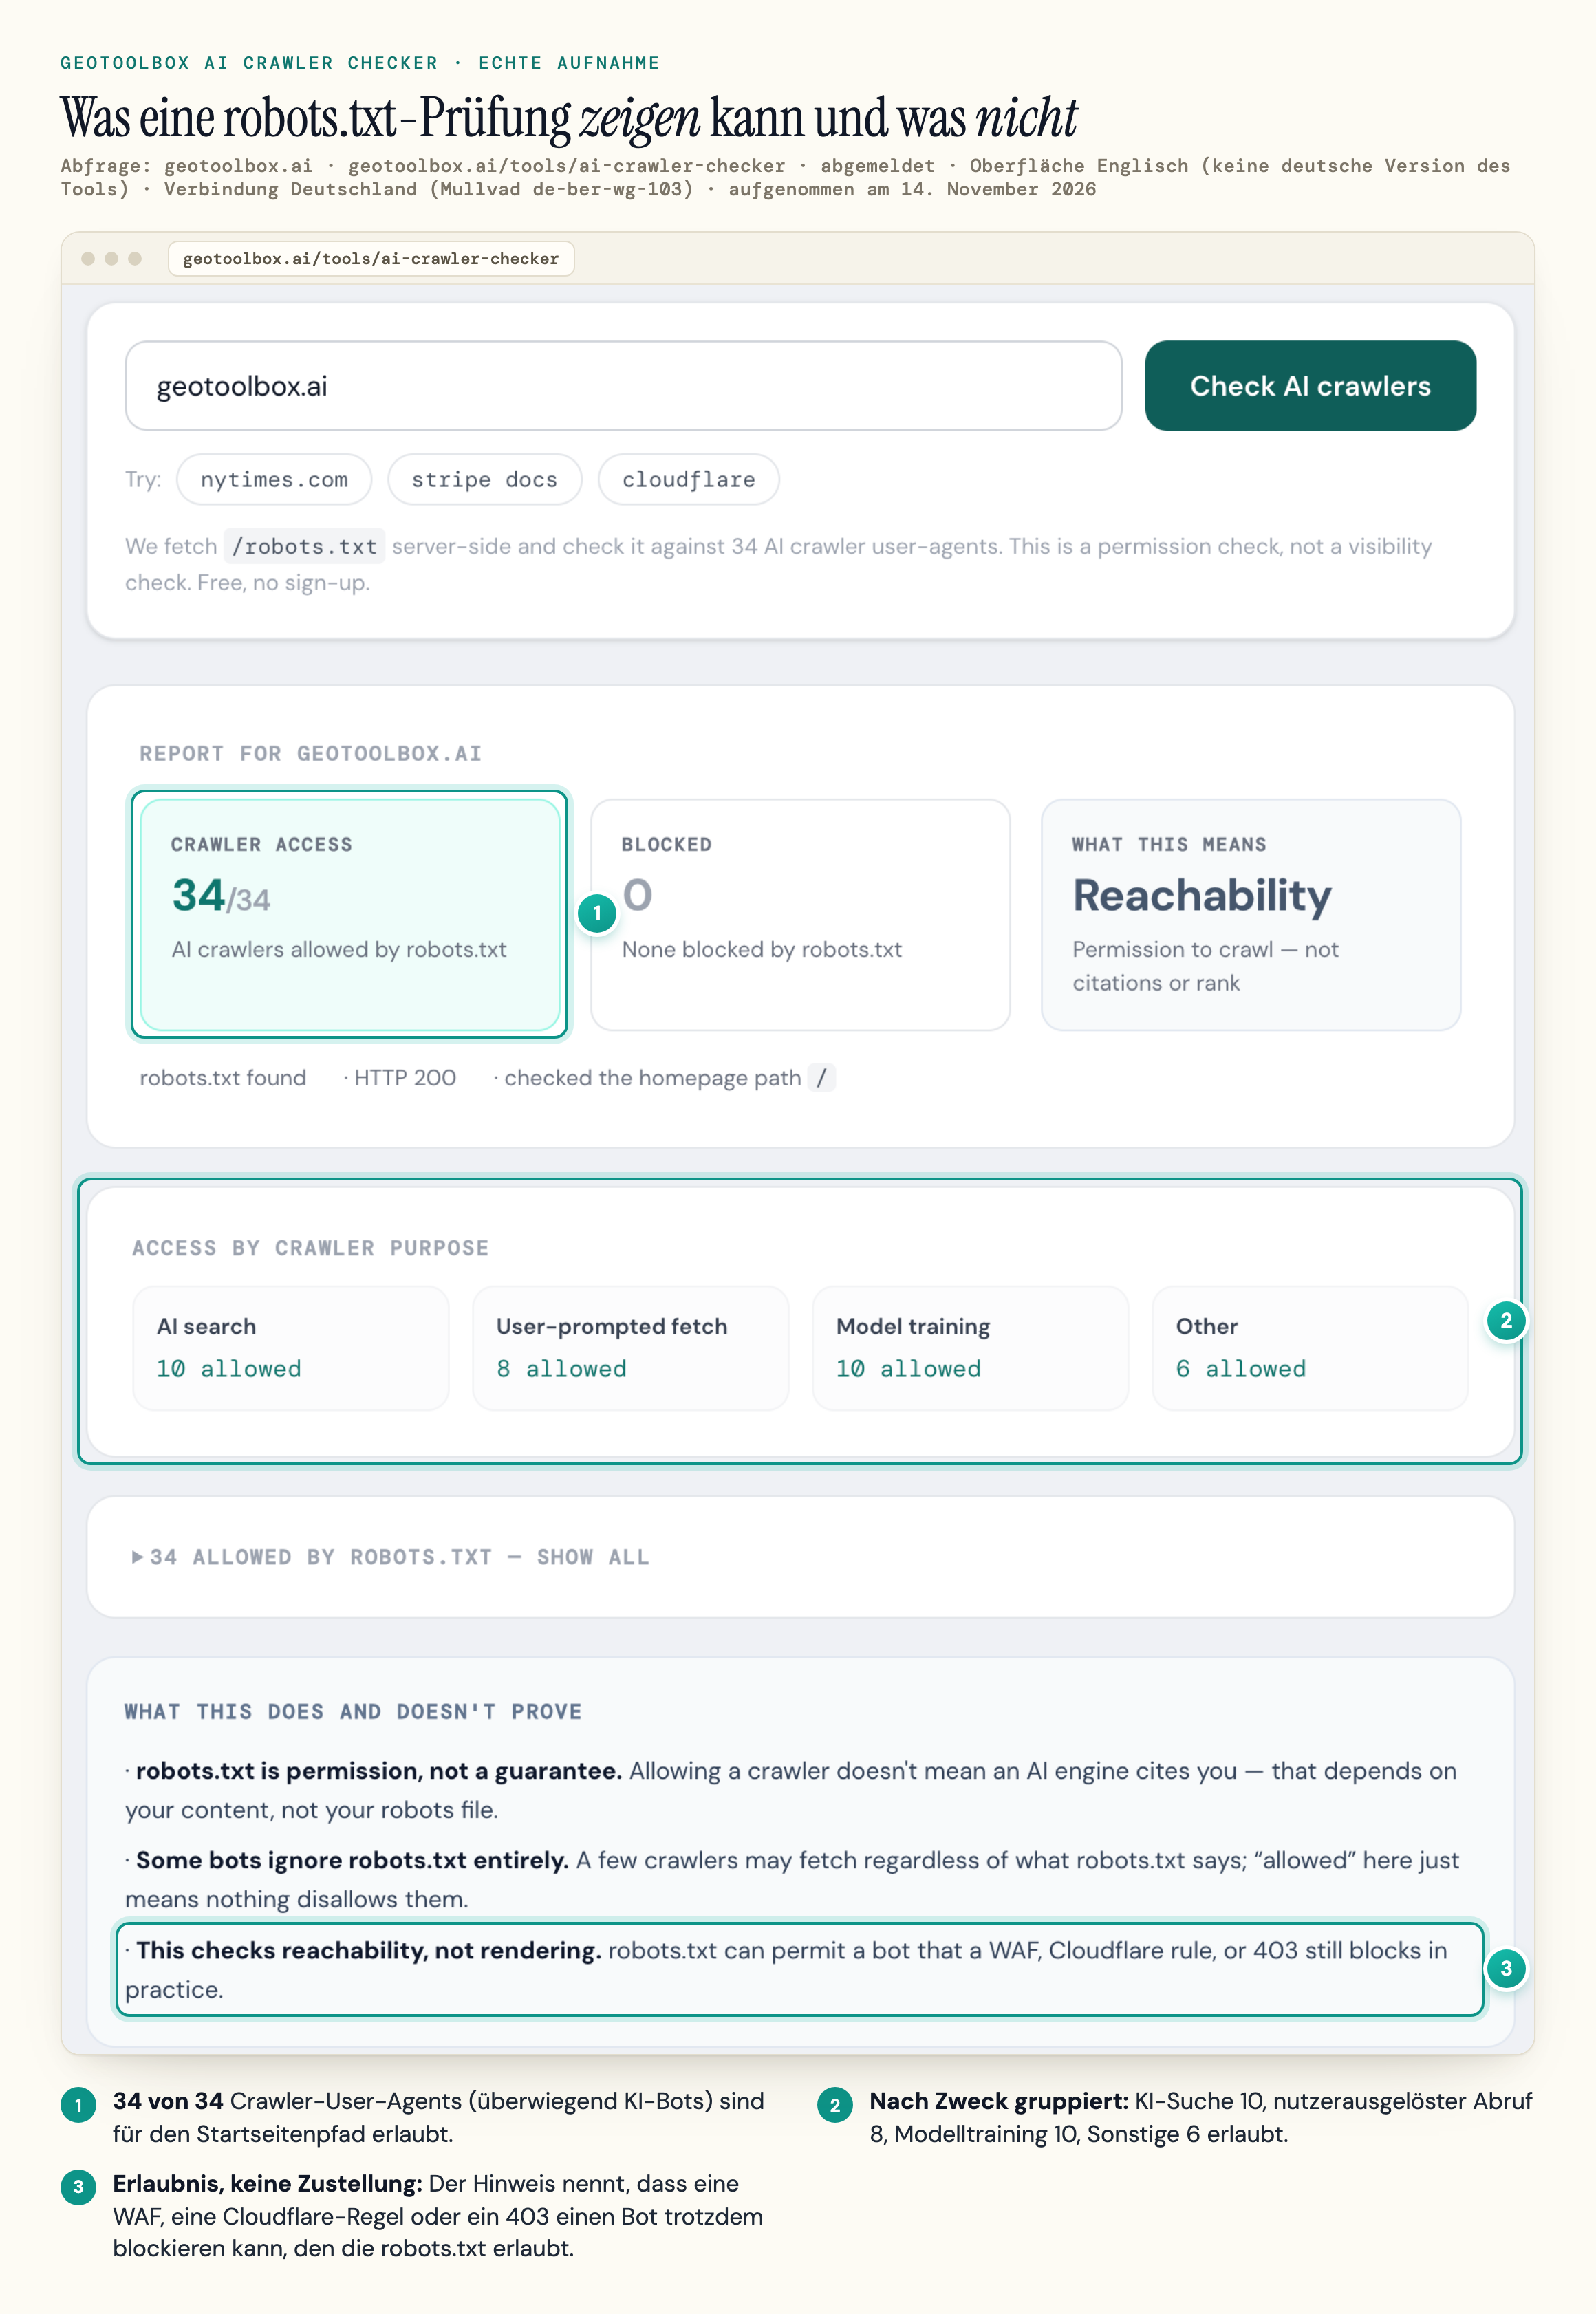 GEOTOOLBOX AI CRAWLER CHECKER · ECHTE AUFNAHME
Was eine robots.txt-Prüfung zeigen kann und was nicht
Abfrage: geotoolbox.ai · geotoolbox.ai/tools/ai-crawler-checker · abgemeldet · Oberfläche Englisch (keine deutsche Version des
Tools) · Verbindung Deutschland (Mullvad de-ber-wg-103) · aufgenommen am 14. November 2026
geotoolbox.ai/tools/ai-crawler-checker
geotoolbox.ai
Check AI crawlers
Try: nytimes.com stripe docs cloudflare
We fetch /robots.txt server-side and check it against 34 AI crawler user-agents. This is a permission check, not a visibility
check. Free, no sign-up.
REPORT FOR GEOTOOLBOX.AI
CRAWLER ACCESS
34/34
AI crawlers allowed by robots.txt
1
BLOCKED
0
None blocked by robots.txt
WHAT THIS MEANS
Reachability
Permission to crawl — not
citations or rank
robots.txt found · HTTP 200 · checked the homepage path /
ACCESS BY CRAWLER PURPOSE
AI search
10 allowed
User-prompted fetch
8 allowed
Model training
10 allowed
Other
6 allowed
2
▸34 ALLOWED BY ROBOTS.TXT — SHOW ALL
WHAT THIS DOES AND DOESN'T PROVE
· robots.txt is permission, not a guarantee. Allowing a crawler doesn't mean an AI engine cites you — that depends on
your content, not your robots file.
· Some bots ignore robots.txt entirely. A few crawlers may fetch regardless of what robots.txt says; “allowed” here just
means nothing disallows them.
· This checks reachability, not rendering. robots.txt can permit a bot that a WAF, Cloudflare rule, or 403 still blocks in
practice.
3
1 34 von 34 Crawler-User-Agents (überwiegend KI-Bots) sind
für den Startseitenpfad erlaubt.
2 Nach Zweck gruppiert: KI-Suche 10, nutzerausgelöster Abruf
8, Modelltraining 10, Sonstige 6 erlaubt.
3 Erlaubnis, keine Zustellung: Der Hinweis nennt, dass eine
WAF, eine Cloudflare-Regel oder ein 403 einen Bot trotzdem
blockieren kann, den die robots.txt erlaubt.